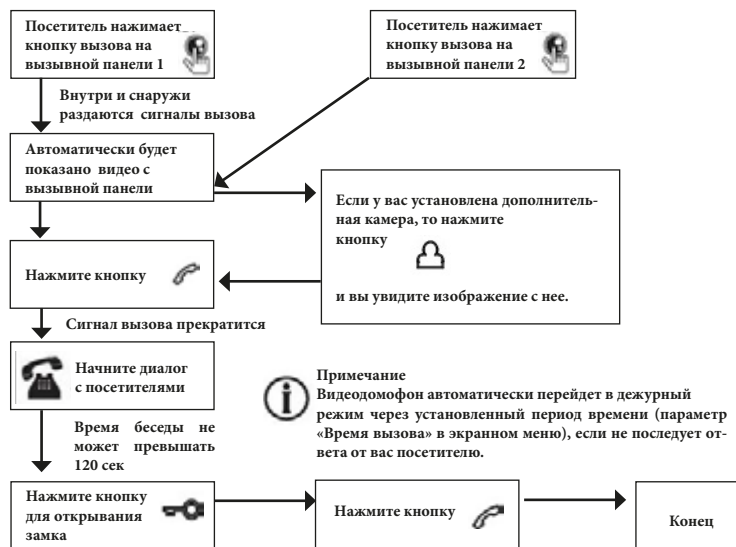 Посетитель нажимает
кнопку вызова на
вызывной панели 1
Посетитель нажимает
кнопку вызова на
вызывной панели 2
Внутри и снаружи
раздаются сигналы вызова
Автоматически будет
показано видео с
вызывной панели
Если у вас установлена дополнитель-
ная камера, то нажмите
кнопку
и вы увидите изображение с нее.
Нажмите кнопку
Сигнал вызова прекратится
Начните диалог
с посетителями
Примечание
Видеодомофон автоматически перейдет в дежурный
режим через установленный период времени (параметр
«Время вызова» в экранном меню), если не последует от-
вета от вас посетителю.
Время беседы не
может превышать
120 сек
Нажмите кнопку
для открывания
замка
Нажмите кнопку
Конец